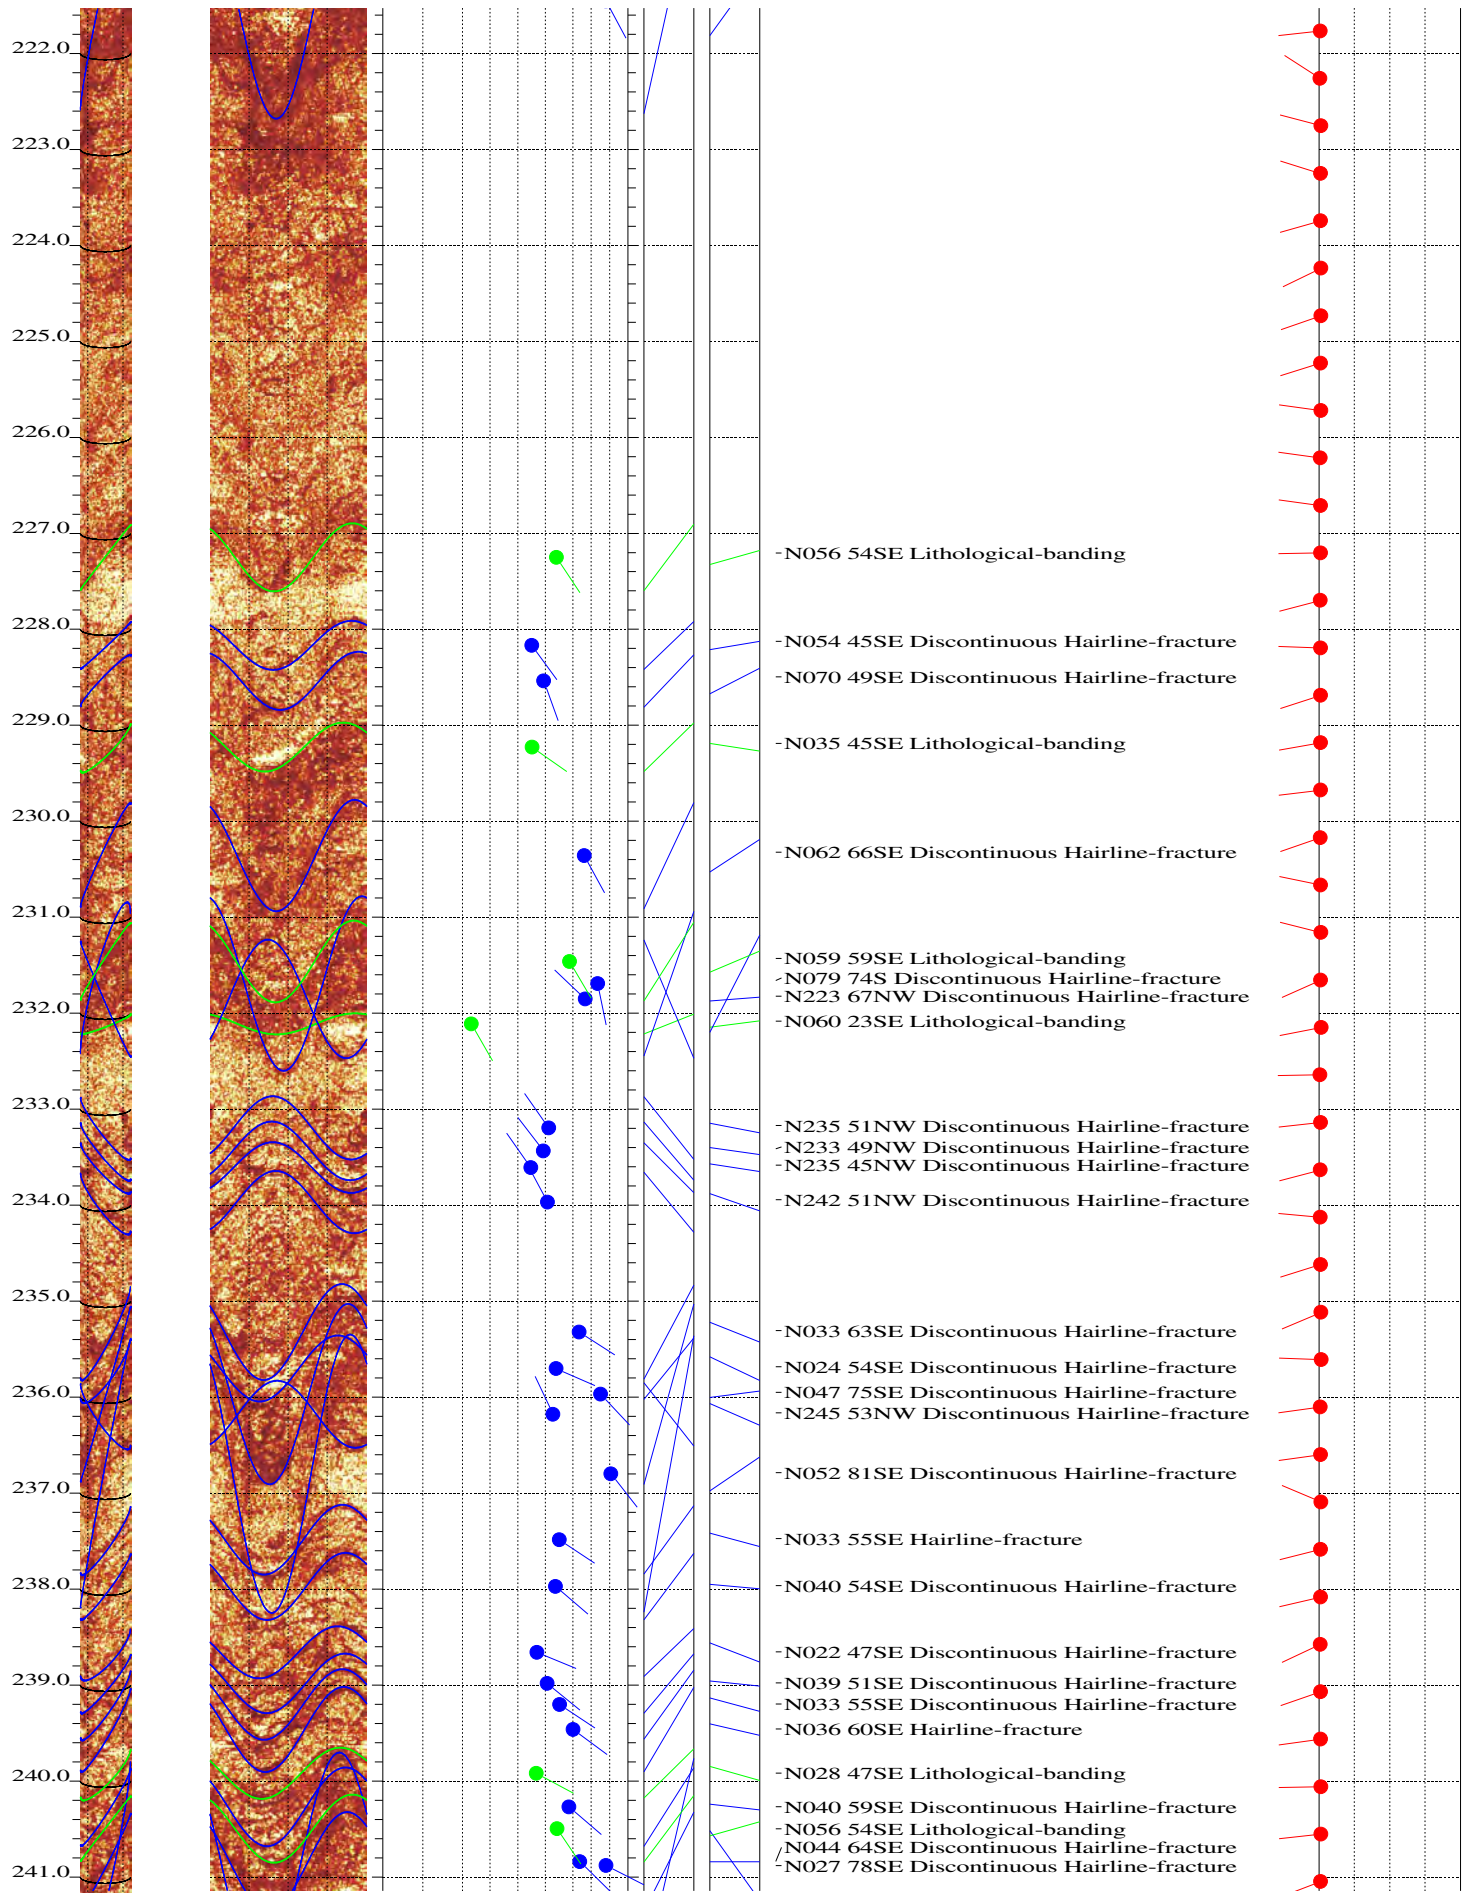 222.0
223.0
224.0
225.0
226.0
227.0
N056 54SE Lithological-banding
228.0
N054 45SE Discontinuous Hairline-fracture
N070 49SE Discontinuous Hairline-fracture
229.0
N035 45SE Lithological-banding
230.0
N062 66SE Discontinuous Hairline-fracture
231.0
N059 59SE Lithological-banding
N079 74S Discontinuous Hairline-fracture
N223 67NW Discontinuous Hairline-fracture
232.0
N060 23SE Lithological-banding
233.0
N235 51NW Discontinuous Hairline-fracture
N233 49NW Discontinuous Hairline-fracture
N235 45NW Discontinuous Hairline-fracture
234.0
N242 51NW Discontinuous Hairline-fracture
235.0
N033 63SE Discontinuous Hairline-fracture
N024 54SE Discontinuous Hairline-fracture
236.0
N047 75SE Discontinuous Hairline-fracture
N245 53NW Discontinuous Hairline-fracture
N052 81SE Discontinuous Hairline-fracture
237.0
N033 55SE Hairline-fracture
238.0
N040 54SE Discontinuous Hairline-fracture
N022 47SE Discontinuous Hairline-fracture
239.0
N039 51SE Discontinuous Hairline-fracture
N033 55SE Discontinuous Hairline-fracture
N036 60SE Hairline-fracture
240.0
N028 47SE Lithological-banding
N040 59SE Discontinuous Hairline-fracture
N056 54SE Lithological-banding
N044 64SE Discontinuous Hairline-fracture
241.0
N027 78SE Discontinuous Hairline-fracture